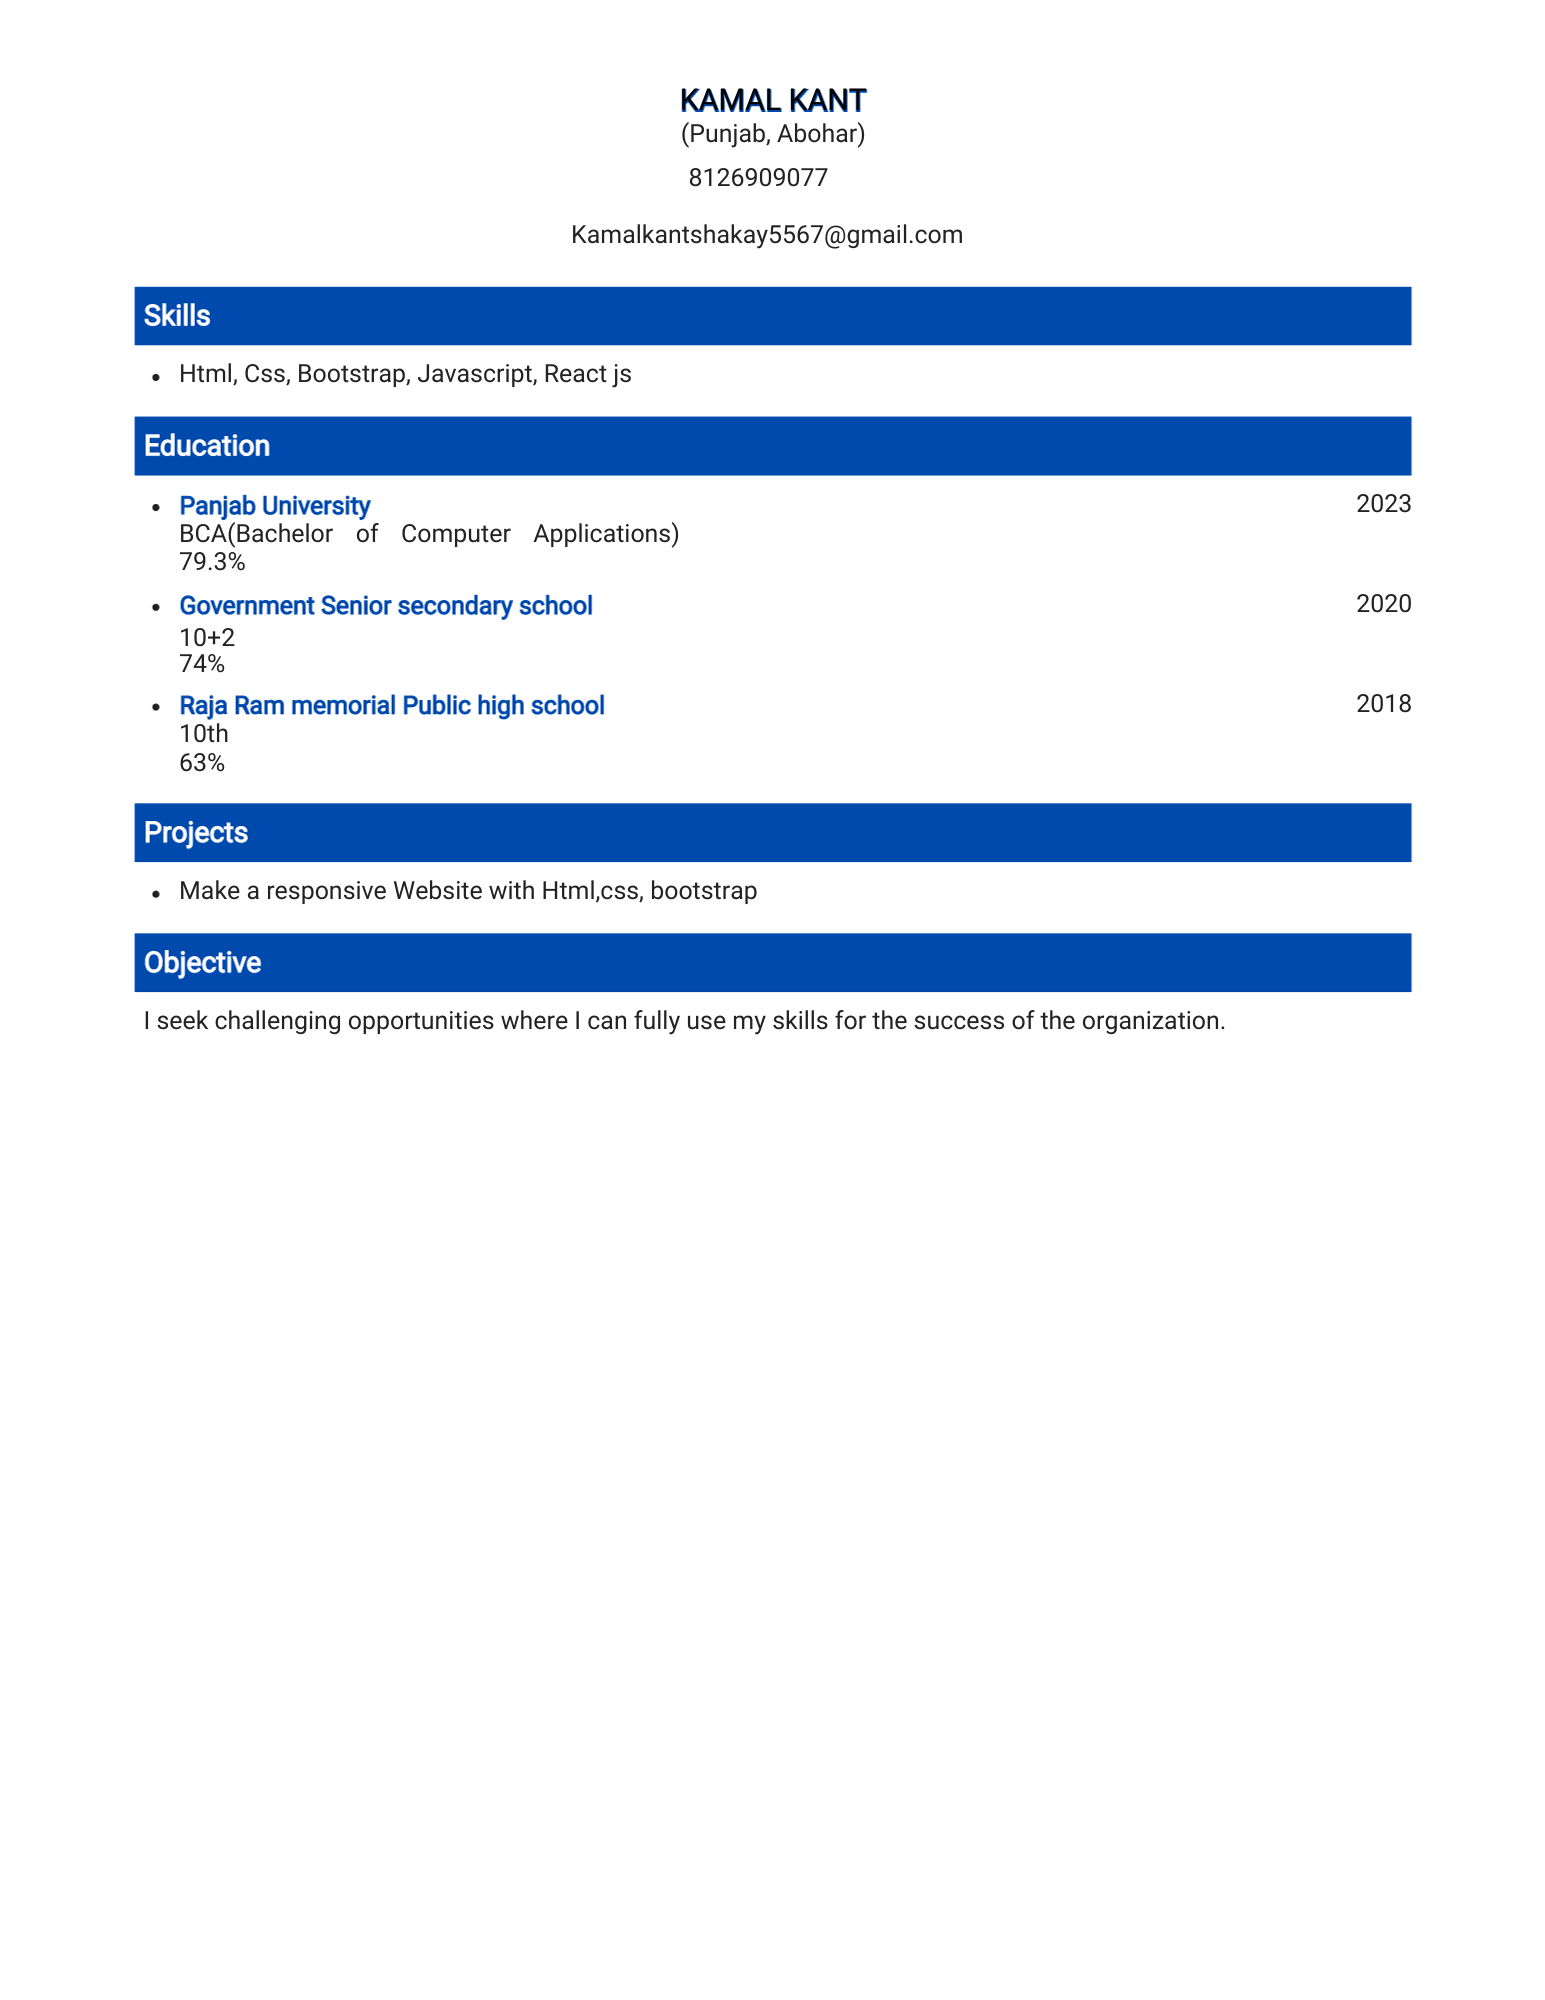 KAMAL KANT
(Punjab, Abohar)
8126909077
Kamalkantshakay5567@gmail.com
Skills
• Html, Css, Bootstrap, Javascript, React js
Education
• Panjab University 2023
BCA(Bachelor of Computer Applications)
79.3%
• Government Senior secondary school 2020
10+2
74%
• Raja Ram memorial Public high school 2018
10th
63%
Projects
• Make a responsive Website with Html,css, bootstrap
Objective
I seek challenging opportunities where I can fully use my skills for the success of the organization.